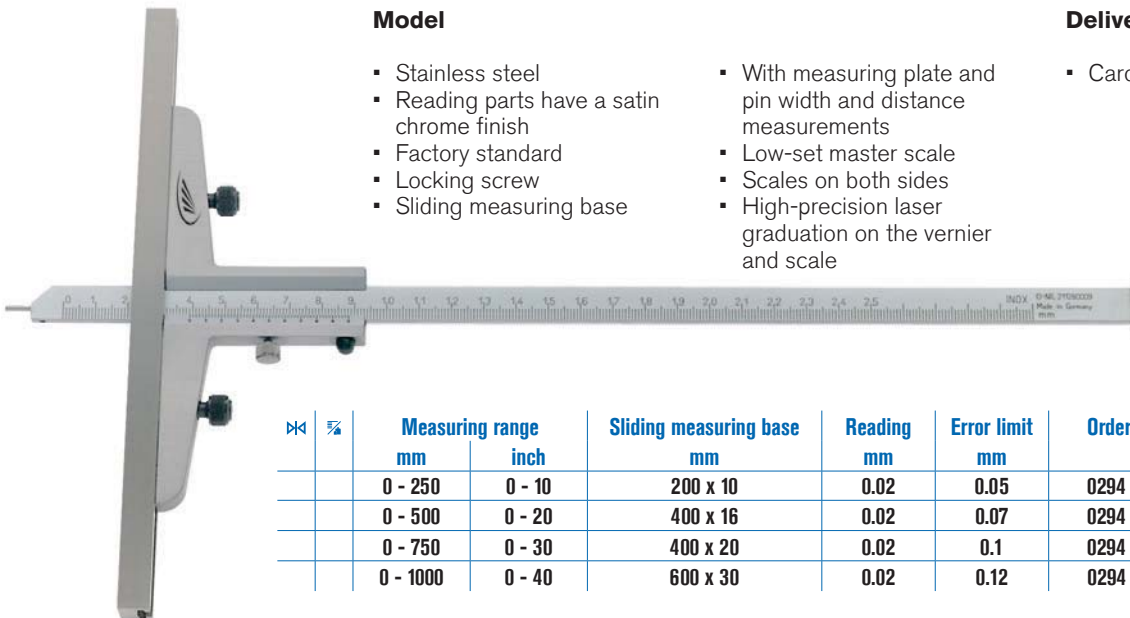 Model
▪ Stainless steel
▪ Reading parts have a satin
chrome finish
▪ Factory standard
▪ Locking screw
▪ Sliding measuring base
▪ With measuring plate and
pin width and distance
measurements
▪ Low-set master scale
▪ Scales on both sides
▪ High-precision laser
graduation on the vernier
and scale
Delive
▪ Card
0 1 2 4 5 6 7 8 9 10 11 12 13 14 15 16 17 18 19 20 21 22 23 24 25
INOX
Made in Germany
mm
Measuring range Sliding measuring base Reading Error limit Order
mm inch mm mm mm
0 - 250 0 - 10 200 x 10 0.02 0.05 0294
0 - 500 0 - 20 400 x 16 0.02 0.07 0294
0 - 750 0 - 30 400 x 20 0.02 0.1 0294
0 - 1000 0 - 40 600 x 30 0.02 0.12 0294